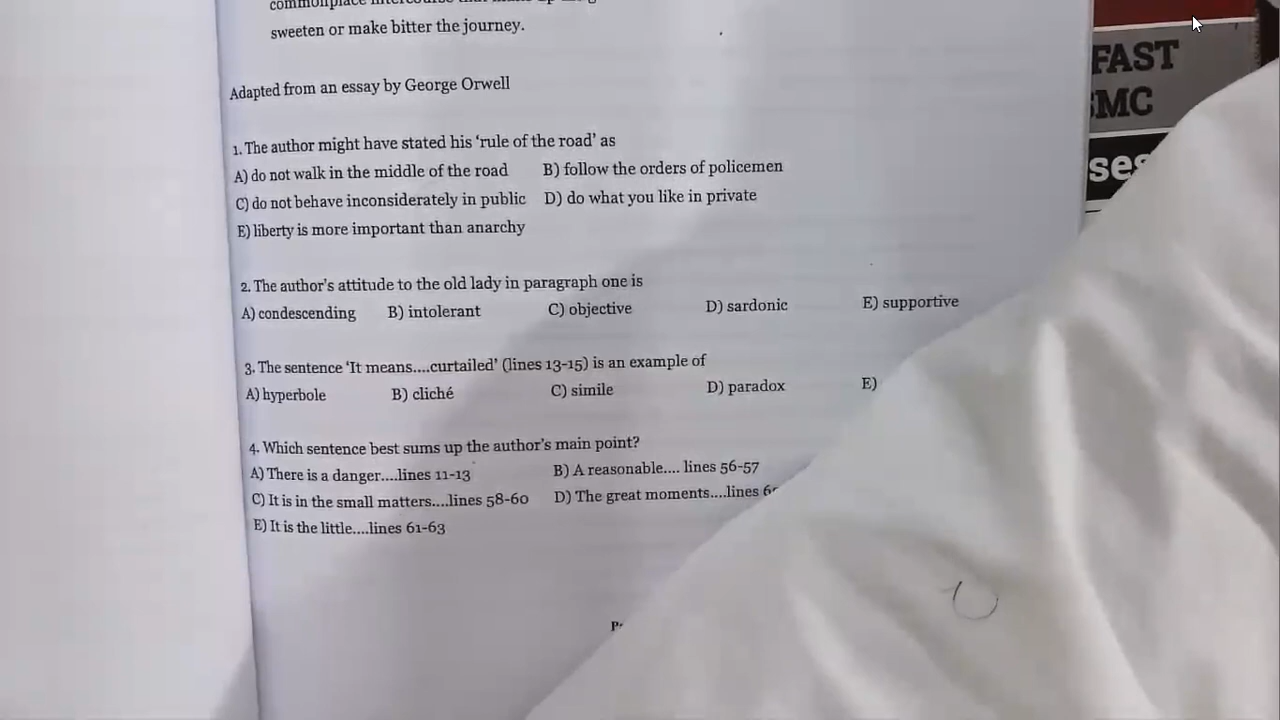 sweeten or make bitter the journey.
Adapted from an essay by George Orwell
1. The author might have stated his ‘rule of the road’ as
A) do not walk in the middle of the road B) follow the orders of policemen
C) do not behave inconsiderately in public D) do what you like in private
E) liberty is more important than anarchy
2. The author’s attitude to the old lady in paragraph one is
A) condescending B) intolerant C) objective D) sardonic E) supportive
3. The sentence ‘It means....curtailed’ (lines 13-15) is an example of
A) hyperbole B) cliché C) simile D) paradox E)
4. Which sentence best sums up the author’s main point?
A) There is a danger....lines 11-13 B) A reasonable.... lines 56-57
C) It is in the small matters....lines 58-60 D) The great moments....lines
E) It is the little....lines 61-63
FAST